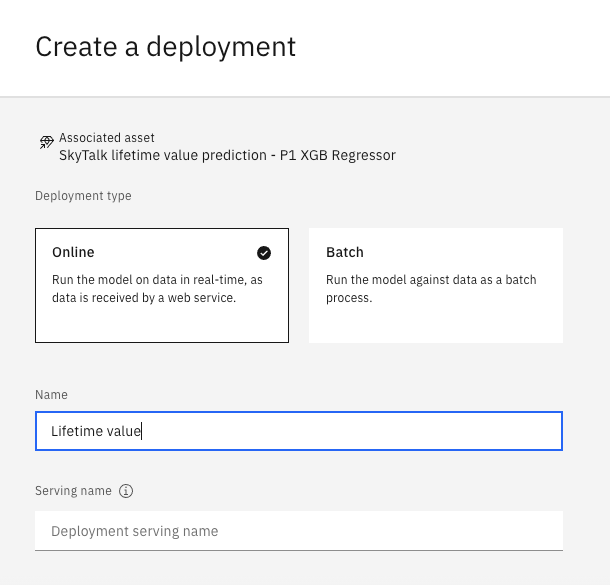 Create a deployment
Associated asset
SkyTalk lifetime value prediction - P1 XGB Regressor
Deployment type
Online
Run the model on data in real-time, as
data is received by a web service.
Batch
Run the model against data as a batch
process.
Name
Lifetime value
Serving name
Deployment serving name